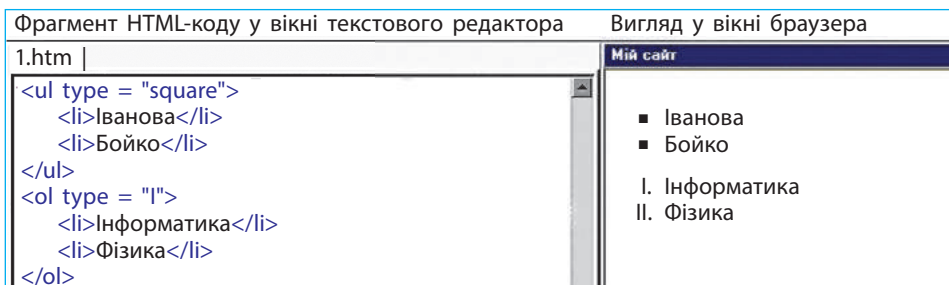 Фрагмент HTML-коду у вікні текстового редактора
Вигляд у вікні браузера
1.htm
<ul type = "square">
<li>Іванова</li>
<li>Бойко</li>
</ul>
<ol type = "I">
<li>Інформатика</li>
<li>Фізика</li>
</ol>
Мій сайт
▪ Іванова
▪ Бойко
I. Інформатика
II. Фізика